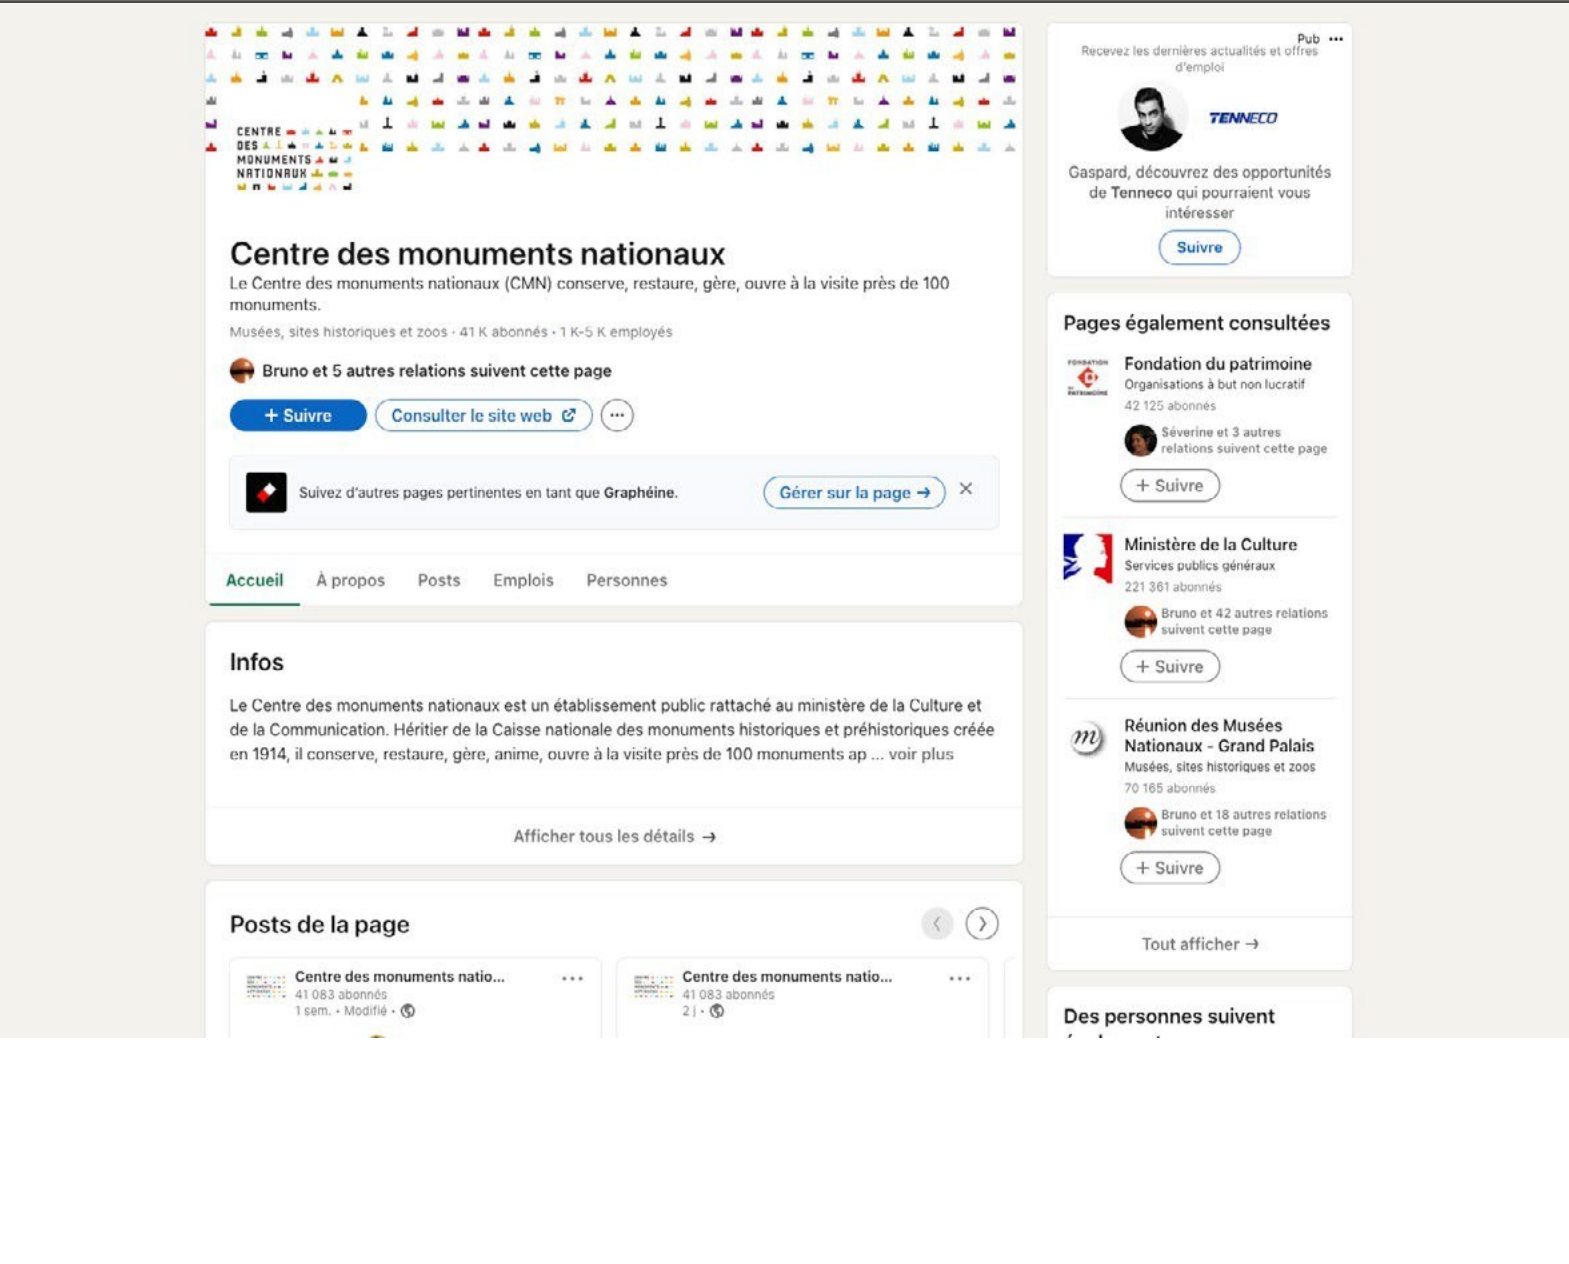 CENTRE
DES
MONUMENTS
NATIONAUX
Centre des monuments nationaux
Le Centre des monuments nationaux (CMN) conserve, restaure, gère, ouvre à la visite près de 100
monuments.
Musées, sites historiques et zoos · 41 K abonnés · 1 K-5 K employés
Bruno et 5 autres relations suivent cette page
+ Suivre
Consulter le site web
Suivez d'autres pages pertinentes en tant que Graphéine.
Gérer sur la page →
Accueil À propos Posts Emplois Personnes
Infos
Le Centre des monuments nationaux est un établissement public rattaché au ministère de la Culture et
de la Communication. Héritier de la Caisse nationale des monuments historiques et préhistoriques créée
en 1914, il conserve, restaure, gère, anime, ouvre à la visite près de 100 monuments ap ... voir plus
Afficher tous les détails →
Posts de la page
Centre des monuments natio...
41 083 abonnés
1 sem. • Modifié •
Centre des monuments natio...
41 083 abonnés
2 j •
Pub
Recevez les dernières actualités et offres
d'emploi
TENNECO
Gaspard, découvrez des opportunités
de Tenneco qui pourraient vous
intéresser
Suivre
Pages également consultées
FONDATION
DU
PATRIMOINE
Fondation du patrimoine
Organisations à but non lucratif
42 125 abonnés
Séverine et 3 autres
relations suivent cette page
+ Suivre
Ministère de la Culture
Services publics généraux
221 361 abonnés
Bruno et 42 autres relations
suivent cette page
+ Suivre
m
Réunion des Musées
Nationaux - Grand Palais
Musées, sites historiques et zoos
70 165 abonnés
Bruno et 18 autres relations
suivent cette page
+ Suivre
Tout afficher →
Des personnes suivent